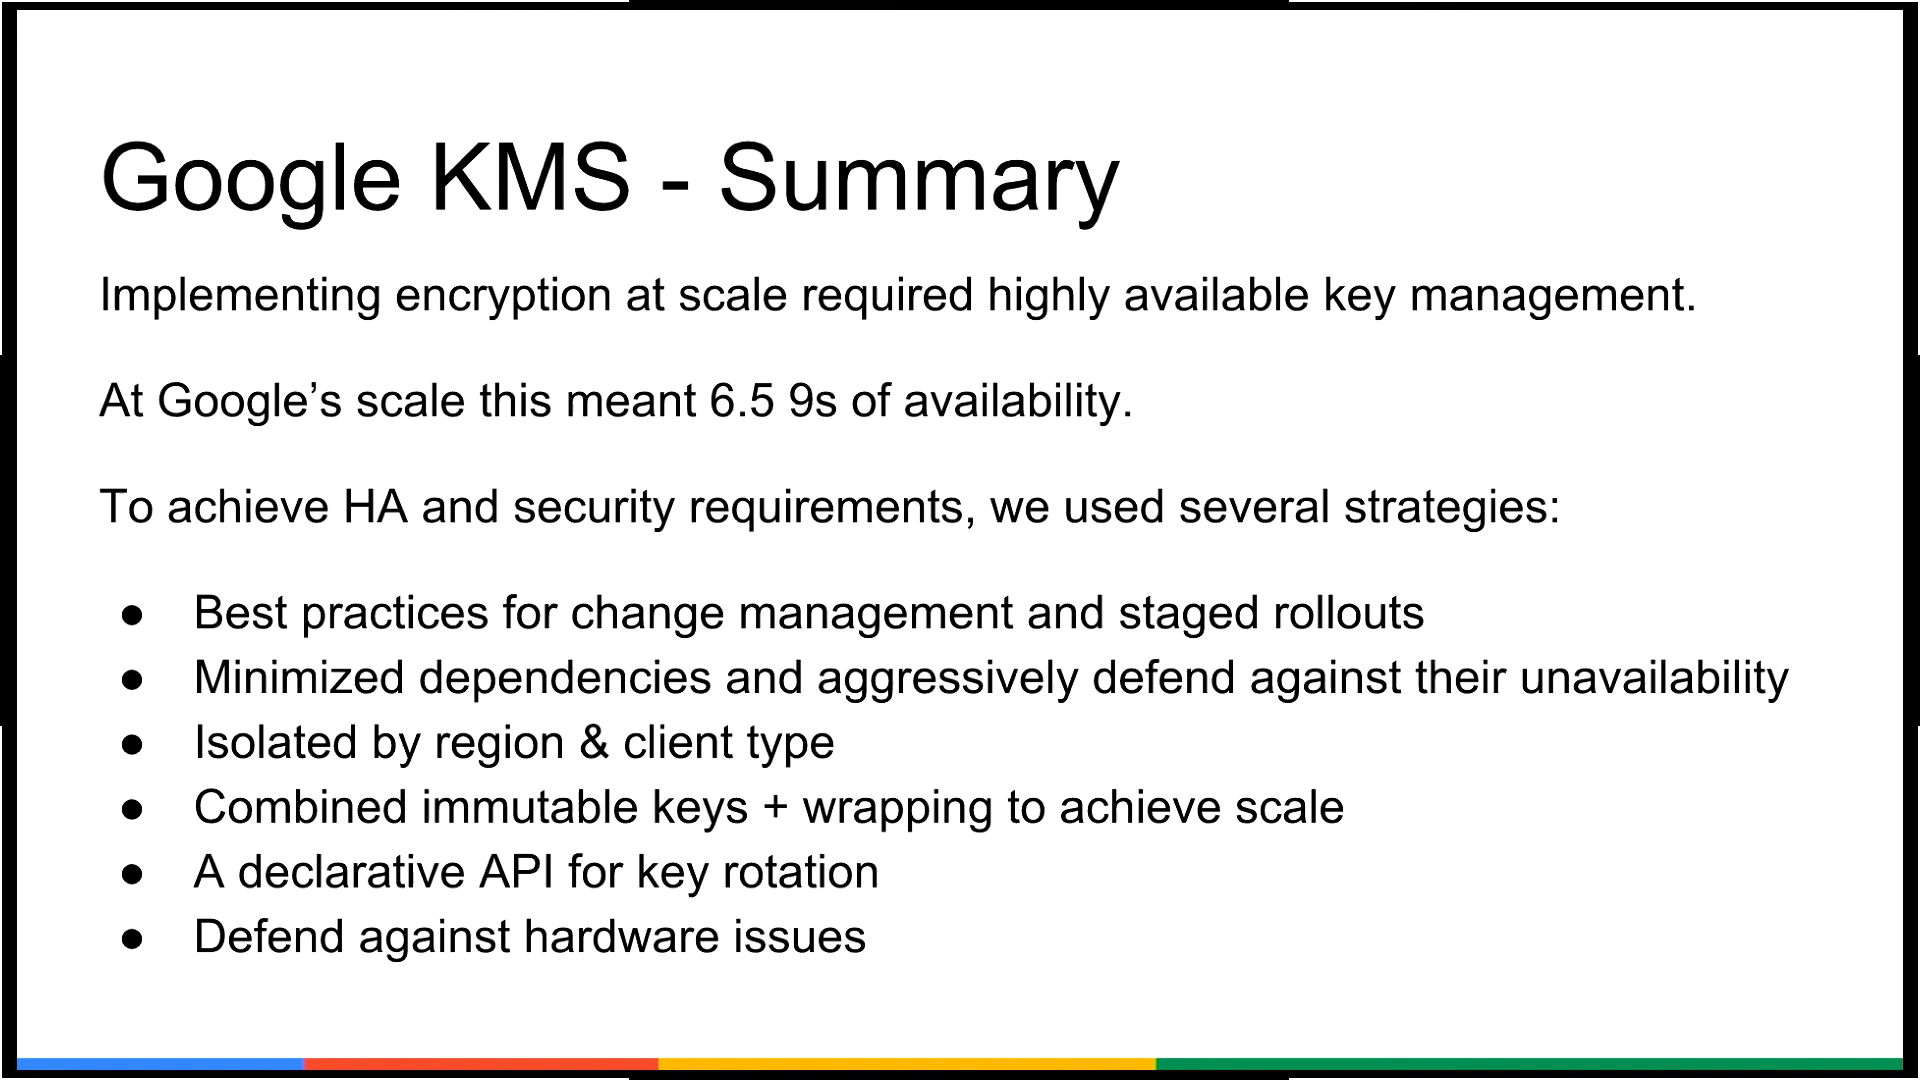 Google KMS - Summary
Implementing encryption at scale required highly available key management.
At Google’s scale this meant 6.5 9s of availability.
To achieve HA and security requirements, we used several strategies:
● Best practices for change management and staged rollouts
● Minimized dependencies and aggressively defend against their unavailability
● Isolated by region & client type
● Combined immutable keys + wrapping to achieve scale
● A declarative API for key rotation
● Defend against hardware issues